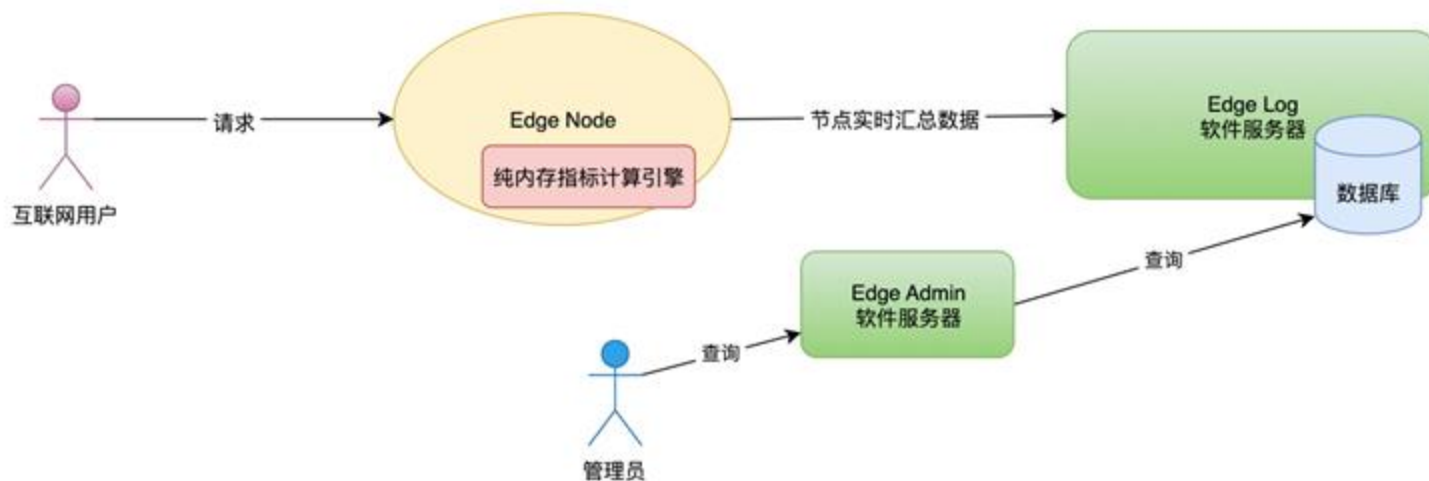 互联网用户
请求
Edge Node
纯内存指标计算引擎
节点实时汇总数据
Edge Log
软件服务器
数据库
管理员
查询
Edge Admin
软件服务器
查询